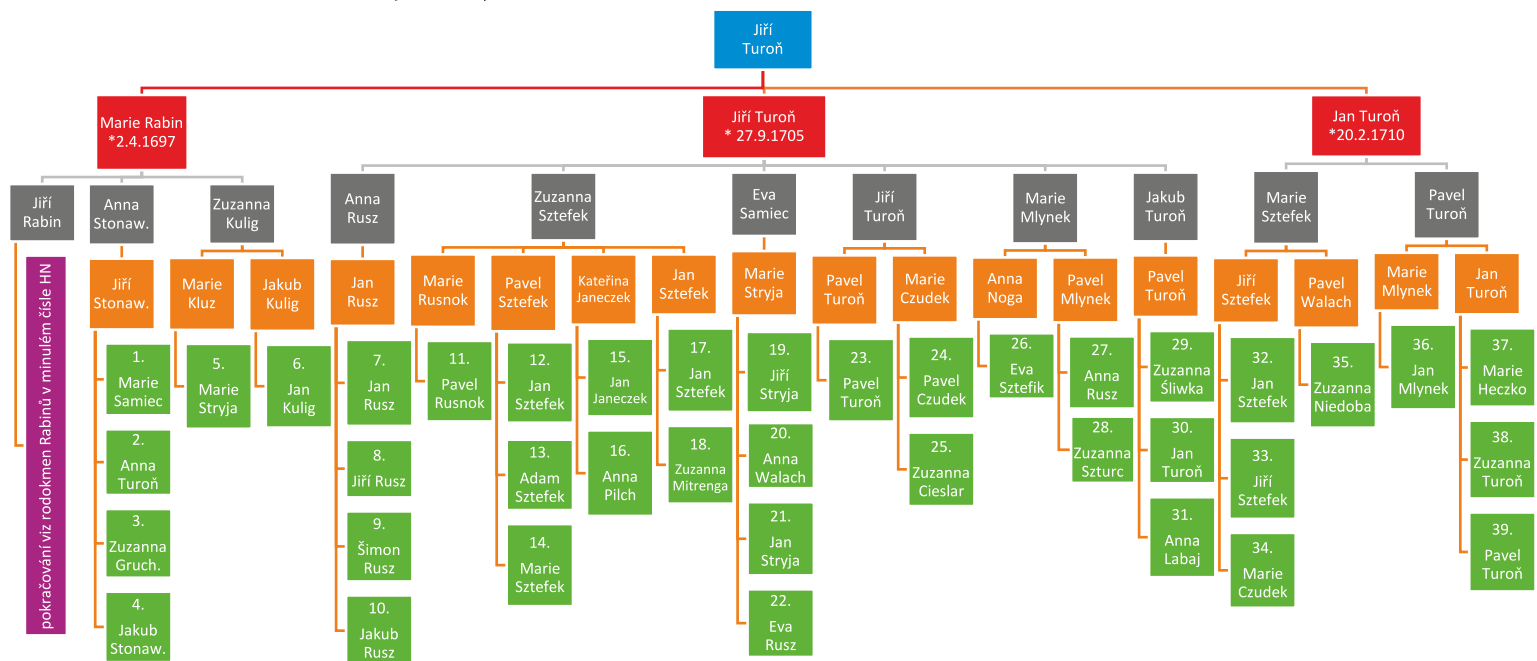 Jiří
Turoň
Marie Rabin
*2.4.1697
Jiří Turoň
* 27.9.1705
Jan Turoň
*20.2.1710
Jiří
Rabin
Anna
Stonaw.
Zuzanna
Kulig
Anna
Rusz
Zuzanna
Sztefek
Eva
Samiec
Jiří
Turoň
Marie
Mlynek
Jakub
Turoň
Marie
Sztefek
Pavel
Turoň
pokračování viz rodokmen Rabinů v minulém čísle HN
Jiří
Stonaw.
Marie
Kluz
Jakub
Kulig
Jan
Rusz
Marie
Rusnok
Pavel
Sztefek
Kateřina
Janeczek
Jan
Sztefek
Marie
Stryja
Pavel
Turoň
Marie
Czudek
Anna
Noga
Pavel
Mlynek
Pavel
Turoň
Jiří
Sztefek
Pavel
Walach
Marie
Mlynek
Jan
Turoň
1.
Marie
Samiec
2.
Anna
Turoň
3.
Zuzanna
Gruch.
4.
Jakub
Stonaw.
5.
Marie
Stryja
6.
Jan
Kulig
7.
Jan
Rusz
8.
Jiří Rusz
9.
Šimon
Rusz
10.
Jakub
Rusz
11.
Pavel
Rusnok
12.
Jan
Sztefek
13.
Adam
Sztefek
14.
Marie
Sztefek
15.
Jan
Janeczek
16.
Anna
Pilch
17.
Jan
Sztefek
18.
Zuzanna
Mitrenga
19.
Jiří
Stryja
20.
Anna
Walach
21.
Jan
Stryja
22.
Eva
Rusz
23.
Pavel
Turoň
24.
Pavel
Czudek
25.
Zuzanna
Cieslar
26.
Eva
Sztefik
27.
Anna
Rusz
28.
Zuzanna
Szturc
29.
Zuzanna
Śliwka
30.
Jan
Turoň
31.
Anna
Labaj
32.
Jan
Sztefek
33.
Jiří
Sztefek
34.
Marie
Czudek
35.
Zuzanna
Niedoba
36.
Jan
Mlynek
37.
Marie
Heczko
38.
Zuzanna
Turoň
39.
Pavel
Turoň